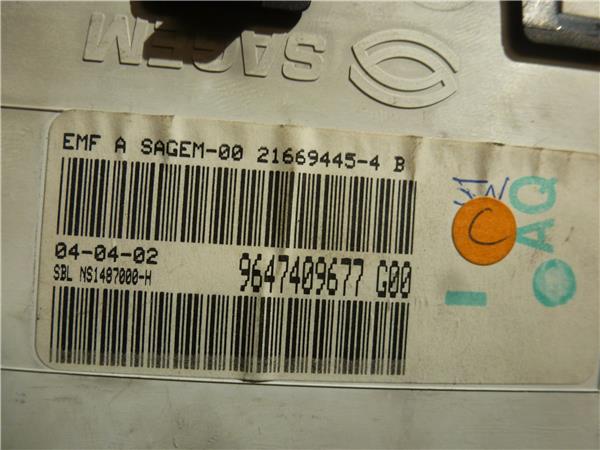 SAGEM
EMF A SAGEM-00 21669445-4 B
04-04-02
SBL NS1487000-H
9647409677 G00
C
AQ